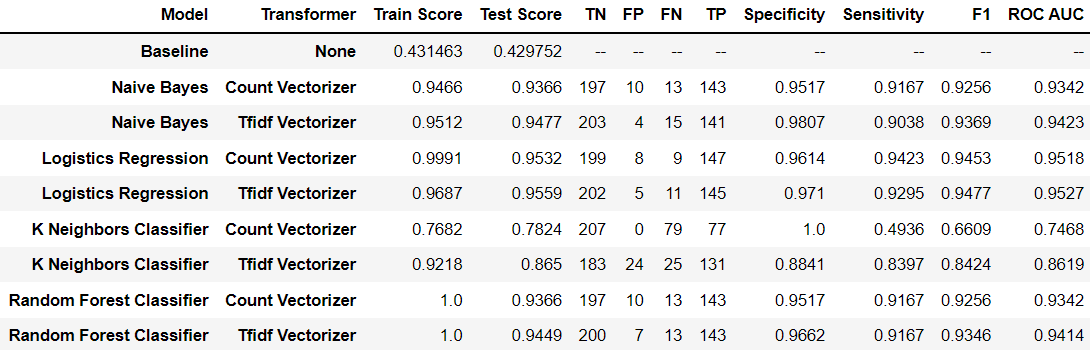 Model Transformer Train Score Test Score TN FP FN TP Specificity Sensitivity F1 ROC AUC
Baseline None 0.431463 0.429752 -- -- -- -- -- -- -- --
Naive Bayes Count Vectorizer 0.9466 0.9366 197 10 13 143 0.9517 0.9167 0.9256 0.9342
Naive Bayes Tfidf Vectorizer 0.9512 0.9477 203 4 15 141 0.9807 0.9038 0.9369 0.9423
Logistics Regression Count Vectorizer 0.9991 0.9532 199 8 9 147 0.9614 0.9423 0.9453 0.9518
Logistics Regression Tfidf Vectorizer 0.9687 0.9559 202 5 11 145 0.971 0.9295 0.9477 0.9527
K Neighbors Classifier Count Vectorizer 0.7682 0.7824 207 0 79 77 1.0 0.4936 0.6609 0.7468
K Neighbors Classifier Tfidf Vectorizer 0.9218 0.865 183 24 25 131 0.8841 0.8397 0.8424 0.8619
Random Forest Classifier Count Vectorizer 1.0 0.9366 197 10 13 143 0.9517 0.9167 0.9256 0.9342
Random Forest Classifier Tfidf Vectorizer 1.0 0.9449 200 7 13 143 0.9662 0.9167 0.9346 0.9414